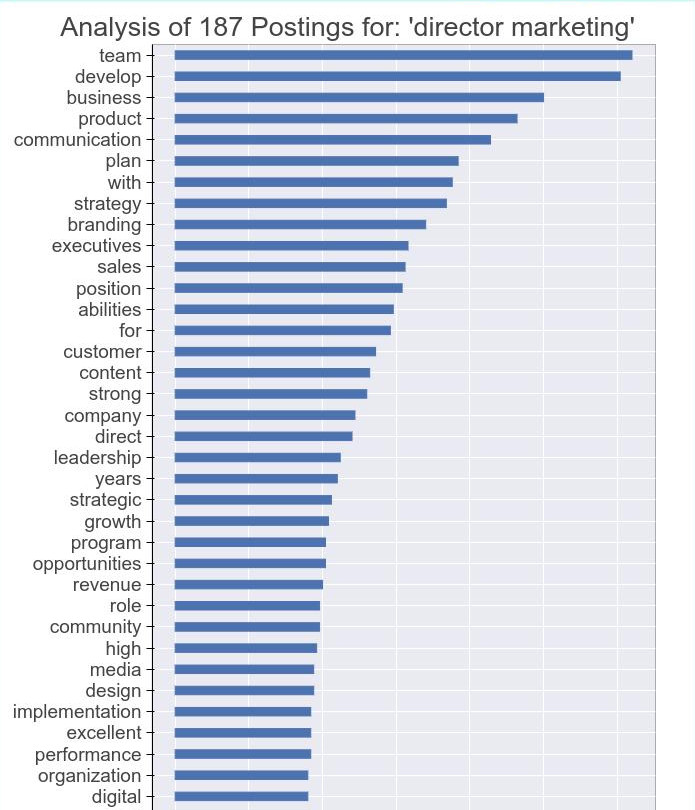 Analysis of 187 Postings for: 'director marketing'
team
develop
business
product
communication
plan
with
strategy
branding
executives
sales
position
abilities
for
customer
content
strong
company
direct
leadership
years
strategic
growth
program
opportunities
revenue
role
community
high
media
design
implementation
excellent
performance
organization
digital